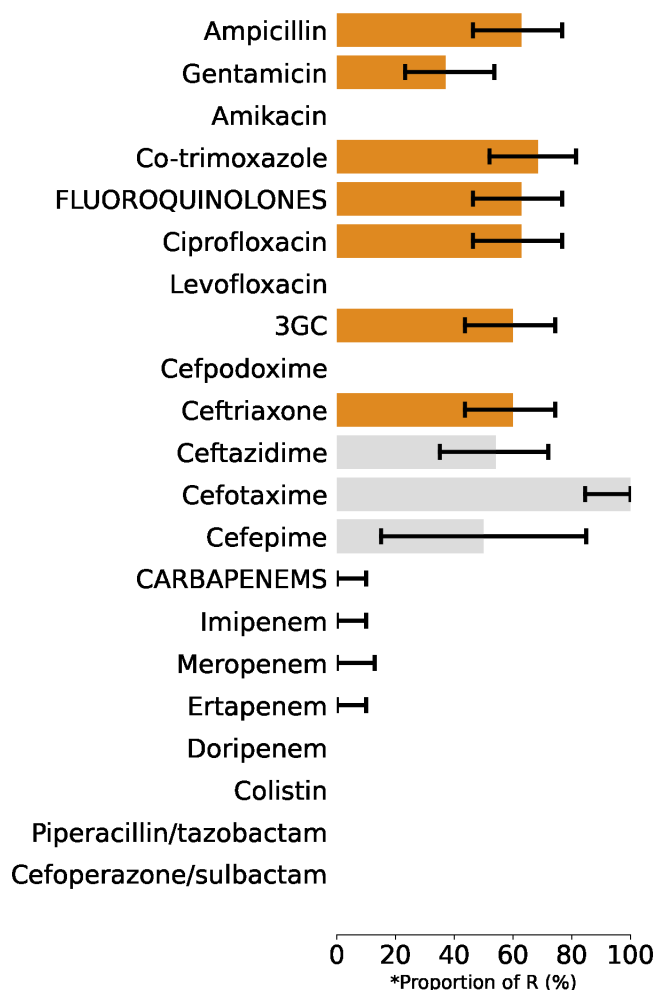 Ampicillin
Gentamicin
Amikacin
Co-trimoxazole
FLUOROQUINOLONES
Ciprofloxacin
Levofloxacin
3GC
Cefpodoxime
Ceftriaxone
Ceftazidime
Cefotaxime
Cefepime
CARBAPENEMS
Imipenem
Meropenem
Ertapenem
Doripenem
Colistin
Piperacillin/tazobactam
Cefoperazone/sulbactam
0 20 40 60 80 100
*Proportion of R (%)